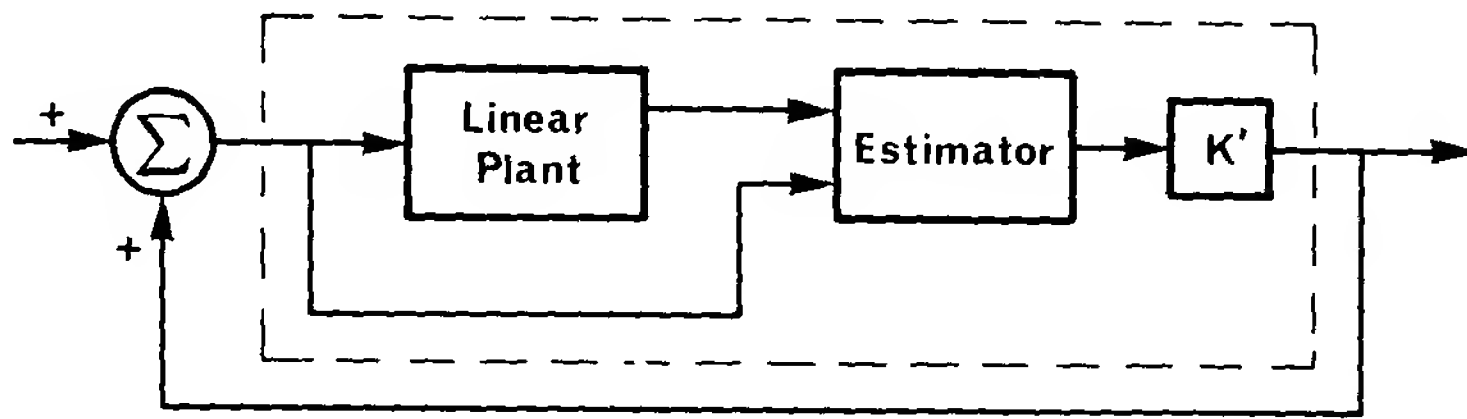 +
Σ
+
Linear
Plant
Estimator
K'